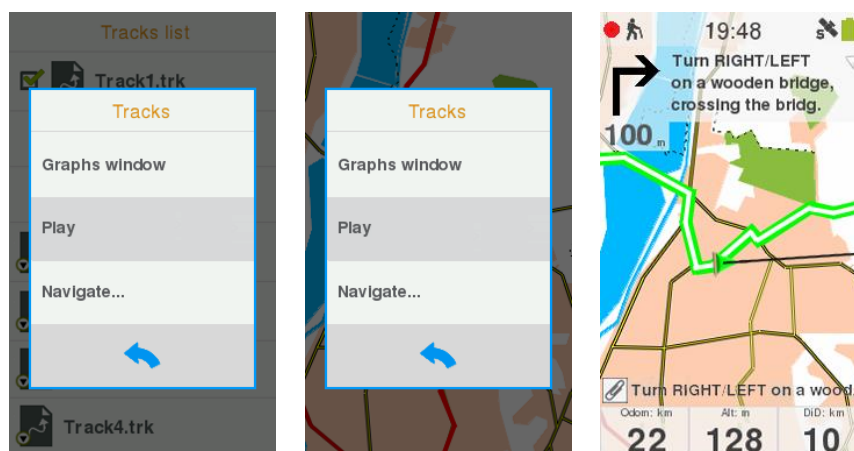 Tracks list
Track1.trk
Tracks
Graphs window
Play
Navigate...
Track4.trk
Tracks
Graphs window
Play
Navigate...
19:48
S
Turn RIGHT/LEFT
on a wooden bridge,
crossing the bridg.
100 m
Turn RIGHT/LEFT on a wood
Odom: km Alt: m DiD: km
22 128 10